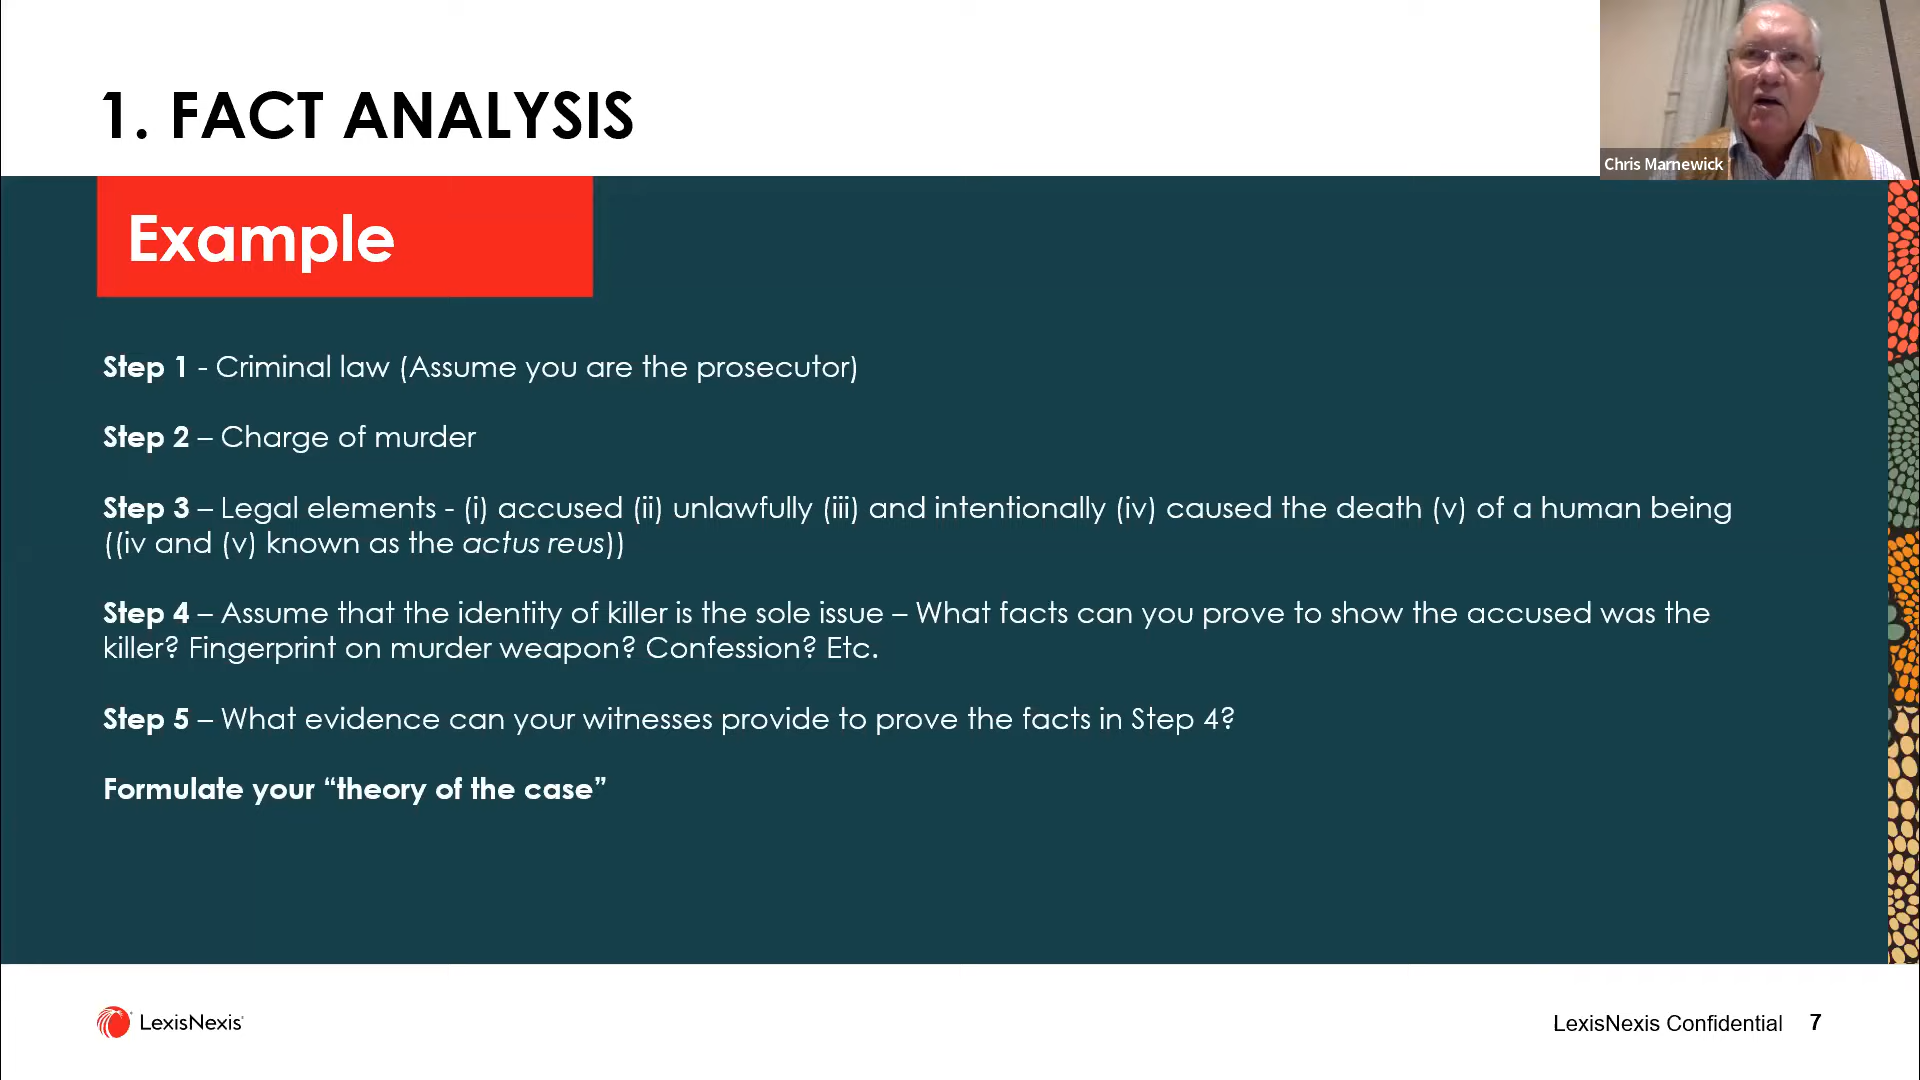 1. FACT ANALYSIS
Chris Marnewick
Example
Step 1 - Criminal law (Assume you are the prosecutor)
Step 2 – Charge of murder
Step 3 – Legal elements - (i) accused (ii) unlawfully (iii) and intentionally (iv) caused the death (v) of a human being
((iv and (v) known as the actus reus))
Step 4 – Assume that the identity of killer is the sole issue – What facts can you prove to show the accused was the
killer? Fingerprint on murder weapon? Confession? Etc.
Step 5 – What evidence can your witnesses provide to prove the facts in Step 4?
Formulate your “theory of the case”
LexisNexis
LexisNexis Confidential 7